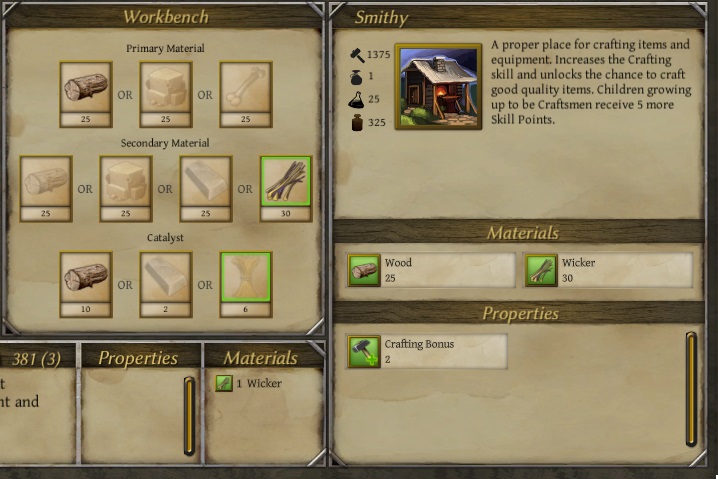 Workbench
Primary Material
OR OR
25 25 25
Secondary Material
OR OR OR
25 25 25 30
Catalyst
OR OR
10 2 6
381 (3)
t
nt and
Properties
Materials
1 Wicker
Smithy
1375
1
25
325
A proper place for crafting items and
equipment. Increases the Crafting
skill and unlocks the chance to craft
good quality items. Children growing
up to be Craftsmen receive 5 more
Skill Points.
Materials
Wood
25
Wicker
30
Properties
Crafting Bonus
2